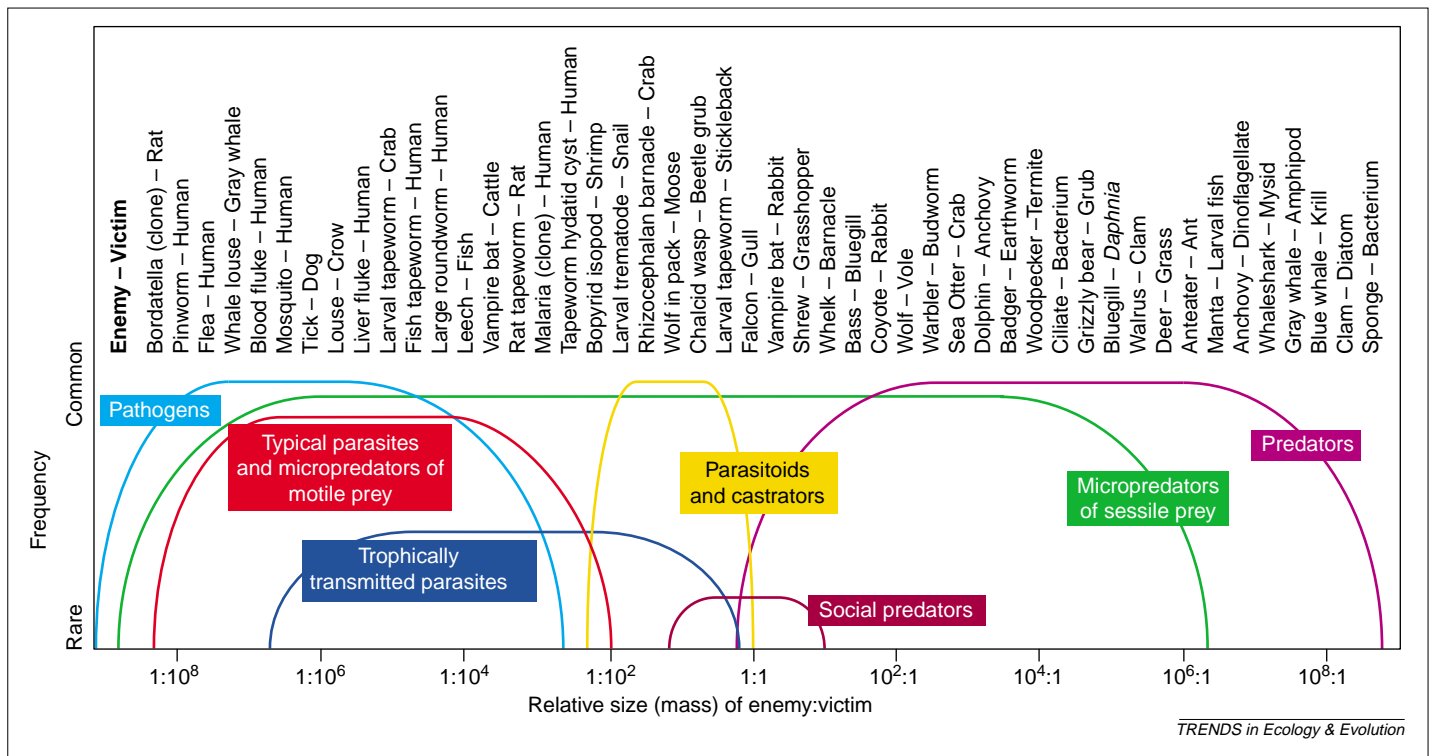 Enemy – Victim
Bordatella (clone) – Rat
Pinworm – Human
Flea – Human
Whale louse – Gray whale
Blood fluke – Human
Mosquito – Human
Tick – Dog
Louse – Crow
Liver fluke – Human
Larval tapeworm – Crab
Fish tapeworm – Human
Large roundworm – Human
Leech – Fish
Vampire bat – Cattle
Rat tapeworm – Rat
Malaria (clone) – Human
Tapeworm hydatid cyst – Human
Bopyrid isopod – Shrimp
Larval trematode – Snail
Rhizocephalan barnacle – Crab
Wolf in pack – Moose
Chalcid wasp – Beetle grub
Larval tapeworm – Stickleback
Falcon – Gull
Vampire bat – Rabbit
Shrew – Grasshopper
Whelk – Barnacle
Bass – Bluegill
Coyote – Rabbit
Wolf – Vole
Warbler – Budworm
Sea Otter – Crab
Dolphin – Anchovy
Badger – Earthworm
Woodpecker –Termite
Ciliate – Bacterium
Grizzly bear – Grub
Bluegill – Daphnia
Walrus – Clam
Deer – Grass
Anteater – Ant
Manta – Larval fish
Anchovy – Dinoflagellate
Whaleshark – Mysid
Gray whale – Amphipod
Blue whale – Krill
Clam – Diatom
Sponge – Bacterium
Frequency
Common
Rare
Pathogens
Typical parasites
and micropredators of
motile prey
Trophically
transmitted parasites
Parasitoids
and castrators
Social predators
Micropredators
of sessile prey
Predators
1:10⁸
1:10⁶
1:10⁴
1:10²
1:1
10²:1
10⁴:1
10⁶:1
10⁸:1
Relative size (mass) of enemy:victim
TRENDS in Ecology & Evolution